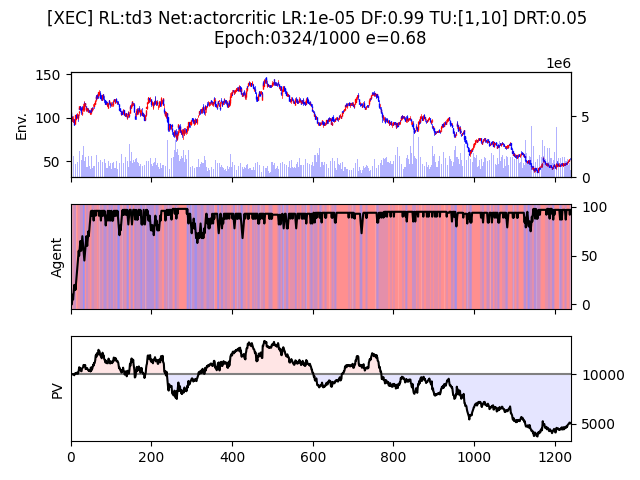 [XEC] RL:td3 Net:actorcritic LR:1e-05 DF:0.99 TU:[1,10] DRT:0.05
Epoch:0324/1000 e=0.68
1e6
150
100
50
Env.
5
0
Agent
100
50
0
PV
10000
5000
0
200
400
600
800
1000
1200